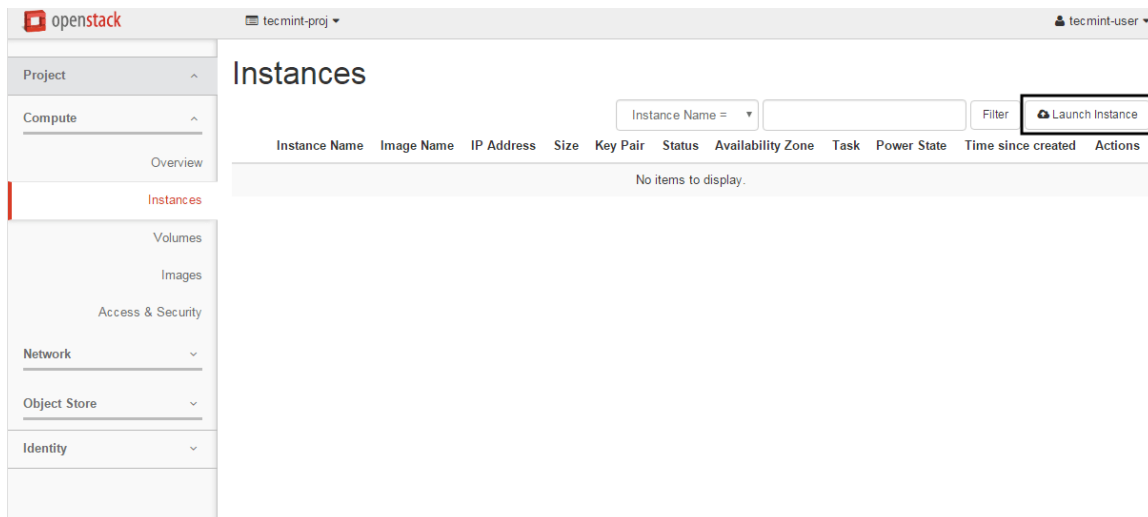 openstack tecmint-proj tecmint-user
Project
Instances
Compute
Instance Name = Filter Launch Instance
Instance Name Image Name IP Address Size Key Pair Status Availability Zone Task Power State Time since created Actions
Overview
No items to display.
Instances
Volumes
Images
Access & Security
Network
Object Store
Identity